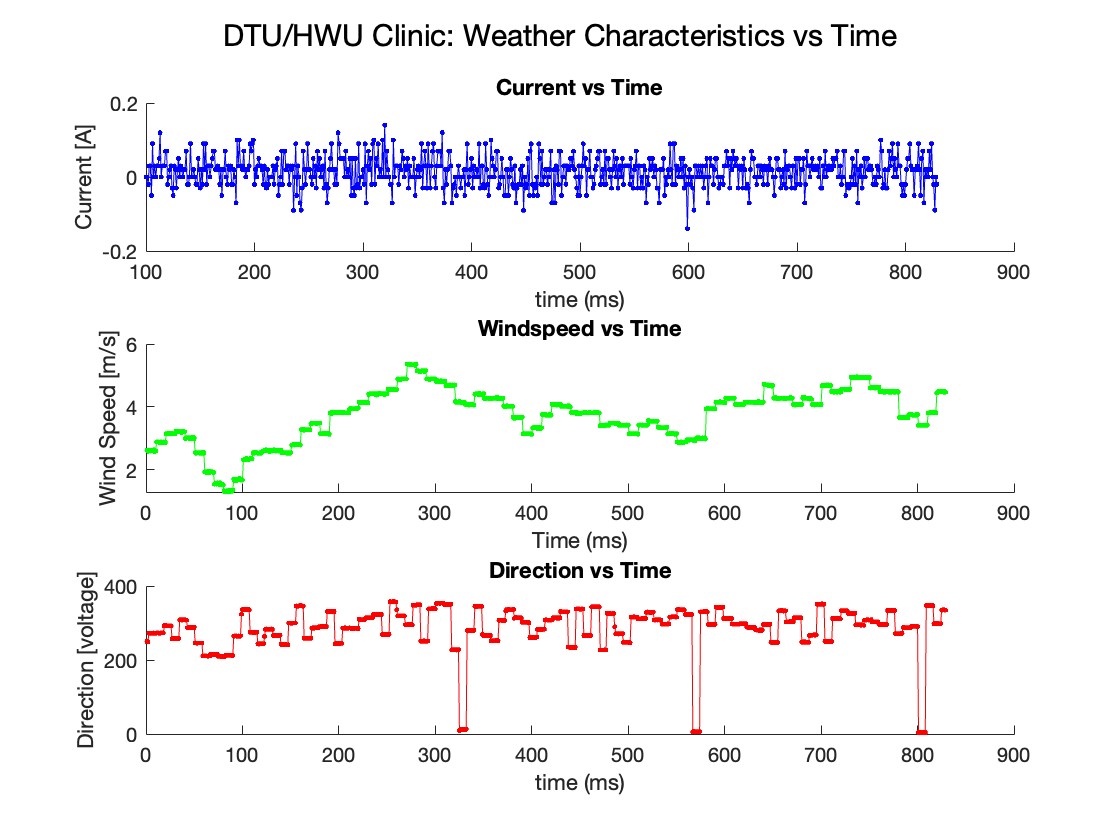 DTU/HWU Clinic: Weather Characteristics vs Time
Current vs Time
Current [A]
0.2
0
-0.2
100 200 300 400 500 600 700 800 900
time (ms)
Windspeed vs Time
Wind Speed [m/s]
6
4
2
0 100 200 300 400 500 600 700 800 900
Time (ms)
Direction vs Time
Direction [voltage]
400
200
0
0 100 200 300 400 500 600 700 800 900
time (ms)